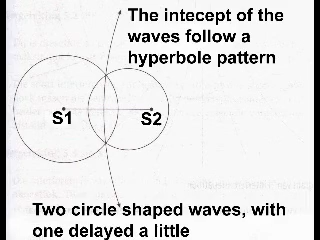 The intecept of the
waves follow a
hyperbole pattern
S1
S2
Two circle shaped waves, with
one delayed a little